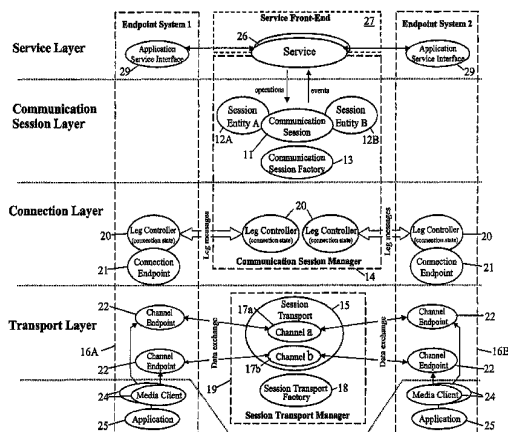 Endpoint System 1
Service Front-End
27
Endpoint System 2
26
Service Layer
Service
Application
Service Interface
Application
Service Interface
29
29
operations
events
Communication
Session Layer
Session
Entity A
Communication
Session
Session
Entity B
12A
11
12B
Communication
Session Factory
13
Connection Layer
20
20
Leg Controller
(connection state)
Leg messages
Leg Controller
(connection state)
Leg Controller
(connection state)
Leg messages
Leg Controller
(connection state)
20
21
Connection
Endpoint
Connection
Endpoint
21
Communication Session Manager
14
Transport Layer
22
Channel
Endpoint
17a
Session
Transport
15
Channel a
Channel
Endpoint
22
16A
Data exchange
Data exchange
16B
22
Channel
Endpoint
17b
Channel b
Channel
Endpoint
22
19
Session Transport
Factory
18
24
Media Client
Media Client
24
Session Transport Manager
25
Application
Application
25